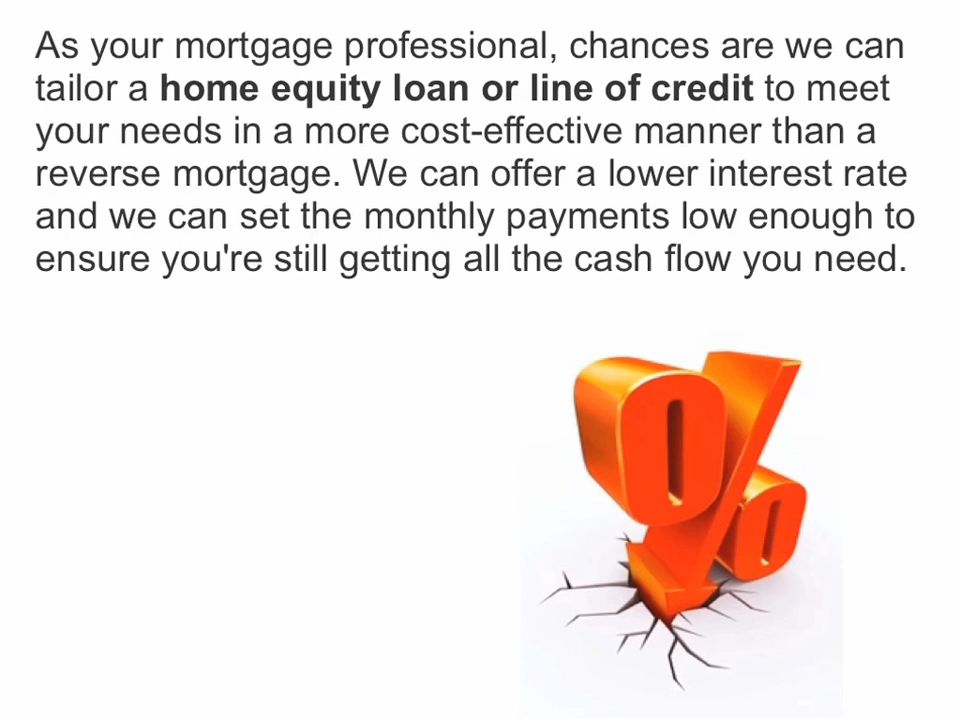 As your mortgage professional, chances are we can
tailor a home equity loan or line of credit to meet
your needs in a more cost-effective manner than a
reverse mortgage. We can offer a lower interest rate
and we can set the monthly payments low enough to
ensure you're still getting all the cash flow you need.
%